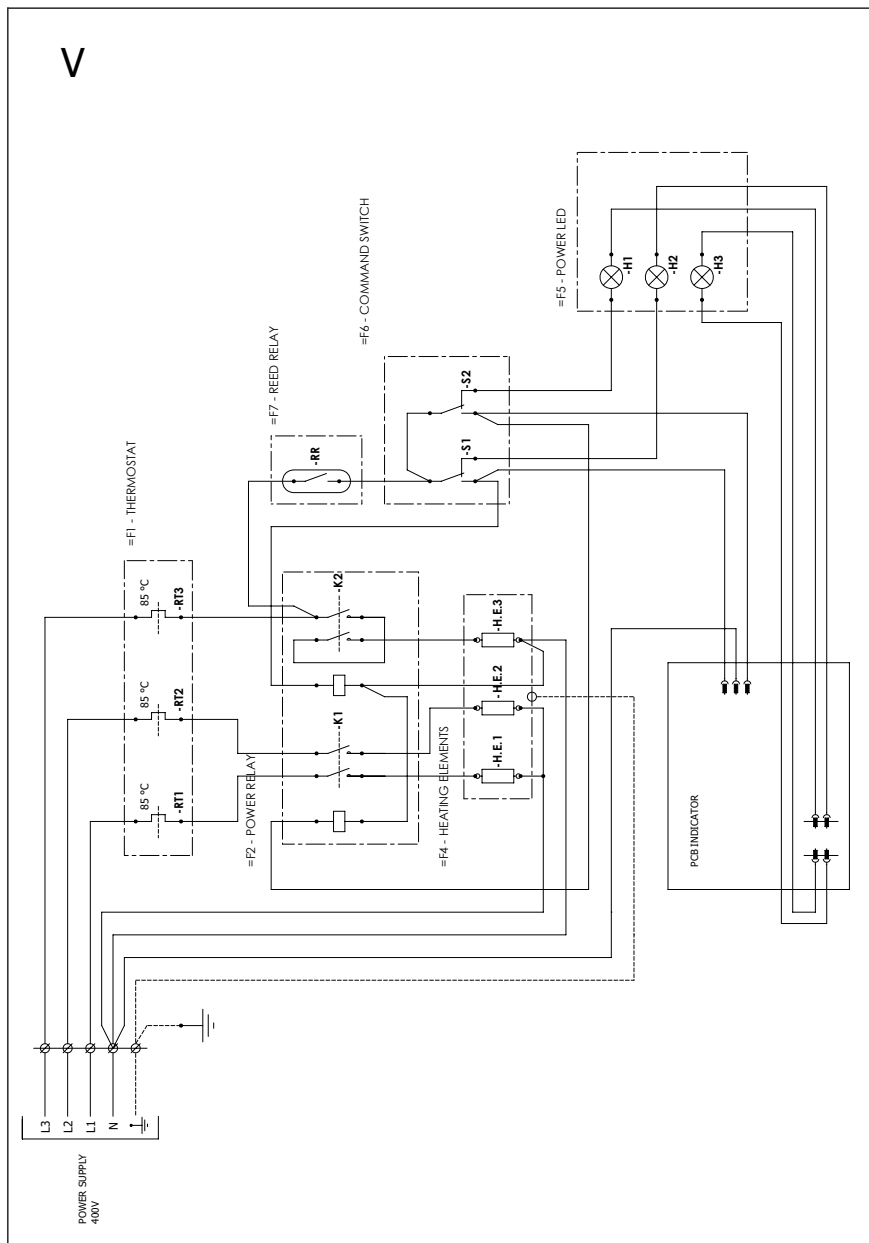 V
POWER SUPPLY
400V
L3
L2
L1
N
=F1 - THERMOSTAT
85 °C
-RT1
85 °C
-RT2
85 °C
-RT3
=F2 - POWER RELAY
-K1
-K2
=F4 - HEATING ELEMENTS
-H.E.1
-H.E.2
-H.E.3
=F7 - REED RELAY
-RR
=F6 - COMMAND SWITCH
-S1
-S2
=F5 - POWER LED
-H1
-H2
-H3
PCB INDICATOR